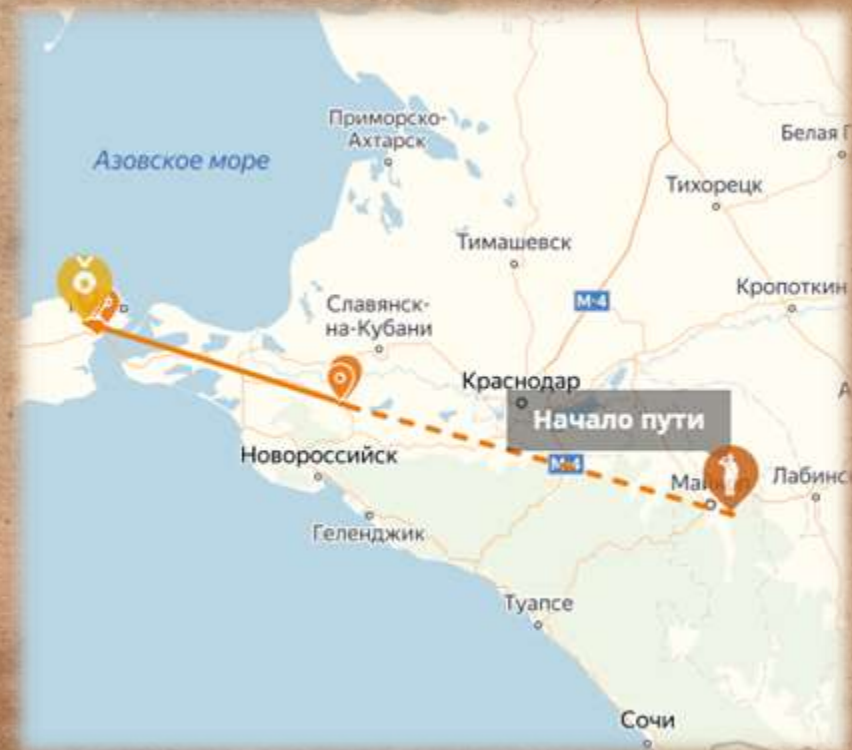 Приморско-
Ахтарск
Белая
Азовское море
Тихорецк
Тимашевск
Кропоткин
М-4
Славянск-
на-Кубани
Краснодар
Начало пути
М-4
Новороссийск
Лабинс
Геленджик
Туапсе
Сочи